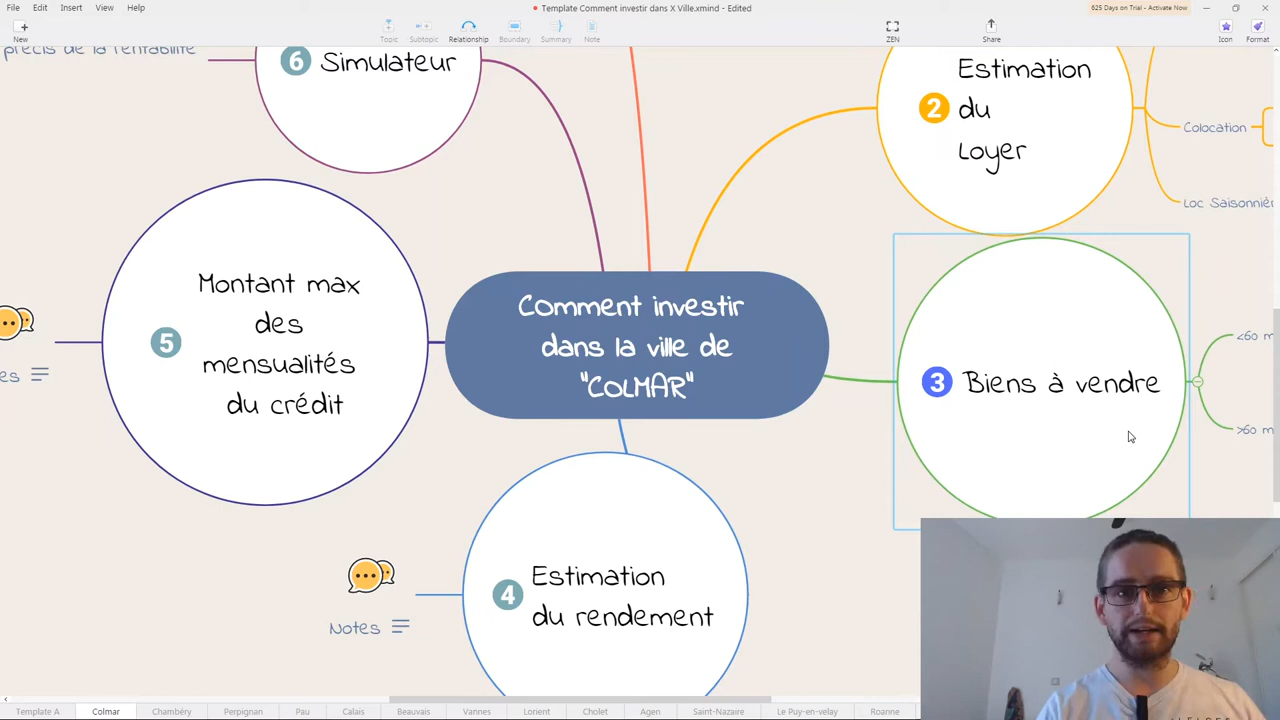 Template Comment investir dans X Ville.xmind - Edited
625 Days on Trial - Activate Now
File Edit Insert View Help
New
Topic
Subtopic
Relationship
Boundary
Summary
Note
ZEN
Share
Icon
Format
précis de la rentabilité
6 Simulateur
2 Estimation
du
Loyer
Colocation
Loc Saisonnièr
5 Montant max
des
mensualités
du crédit
Comment investir
dans la ville de
"COLMAR"
3 Biens à vendre
<60 m
>60 m
es
4 Estimation
du rendement
Notes
Template A
Colmar
Chambéry
Perpignan
Pau
Calais
Beauvais
Vannes
Lorient
Cholet
Agen
Saint-Nazaire
Le Puy-en-velay
Roanne